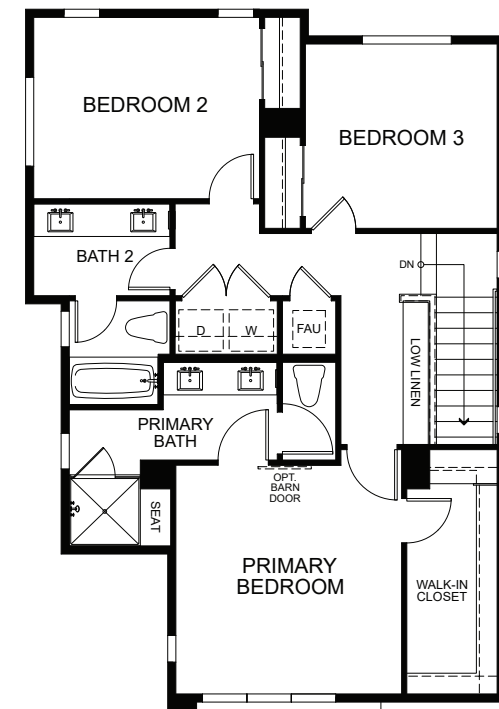 BEDROOM 2
BEDROOM 3
BATH 2
DN
D
W
FAU
LOW LINEN
PRIMARY
BATH
OPT.
BARN
DOOR
SEAT
PRIMARY
BEDROOM
WALK-IN
CLOSET